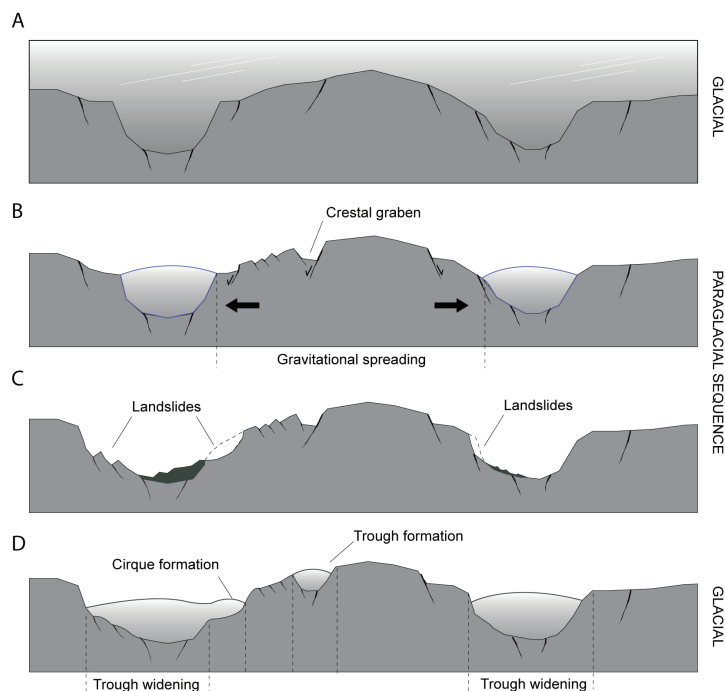 A
GLACIAL
B
Crestal graben
Gravitational spreading
PARAGLACIAL SEQUENCE
C
Landslides
Landslides
D
Trough formation
Cirque formation
GLACIAL
Trough widening
Trough widening